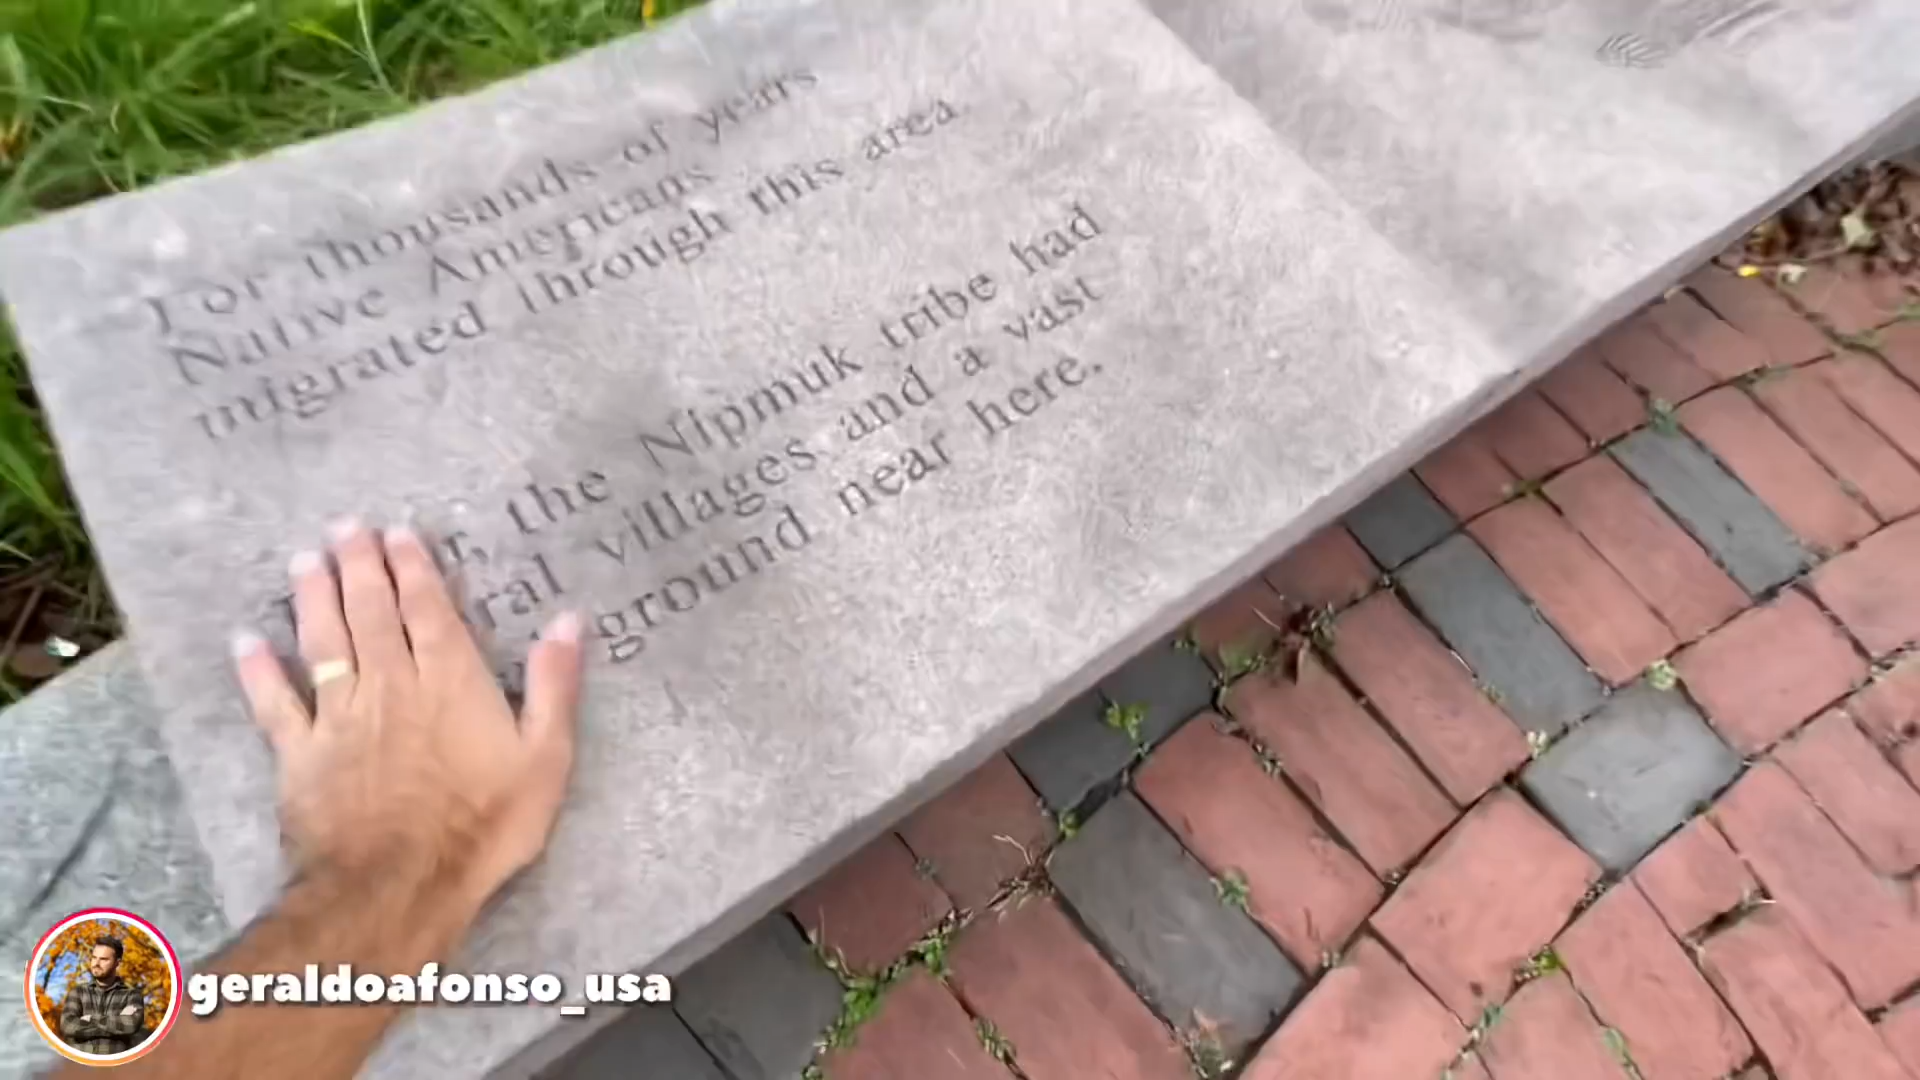 For thousands of years
Native Americans
migrated through this area.
r, the Nipmuk tribe had
ral villages and a vast
ground near here.
geraldoafonso_usa